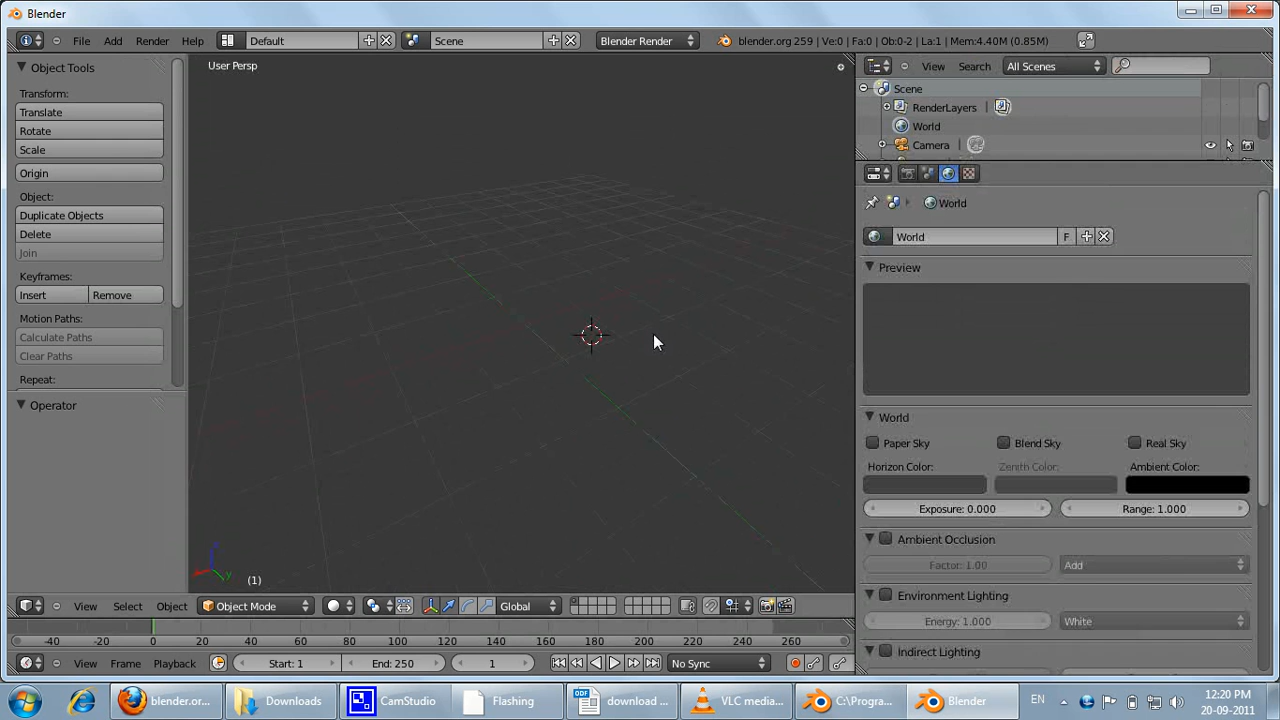 Blender
File Add Render Help Default Scene Blender Render blender.org 259 | Ve:0 | Fa:0 | Ob:0-2 | La:1 | Mem:4.40M (0.85M)
Object Tools
Transform:
Translate
Rotate
Scale
Origin
Object:
Duplicate Objects
Delete
Join
Keyframes:
Insert Remove
Motion Paths:
Calculate Paths
Clear Paths
Repeat:
Operator
User Persp
(1)
View Select Object Object Mode Global
View Search All Scenes
Scene
RenderLayers |
World
Camera |
World
World F
Preview
World
Paper Sky Blend Sky Real Sky
Horizon Color: Zenith Color: Ambient Color:
Exposure: 0.000 Range: 1.000
Ambient Occlusion
Factor: 1.00 Add
Environment Lighting
Energy: 1.000 White
Indirect Lighting
-40 -20 0 20 40 60 80 100 120 140 160 180 200 220 240 260
View Frame Playback Start: 1 End: 250 1 No Sync
blender.or... Downloads CamStudio Flashing download ... VLC media... C:\Progra... Blender EN 12:20 PM
20-09-2011